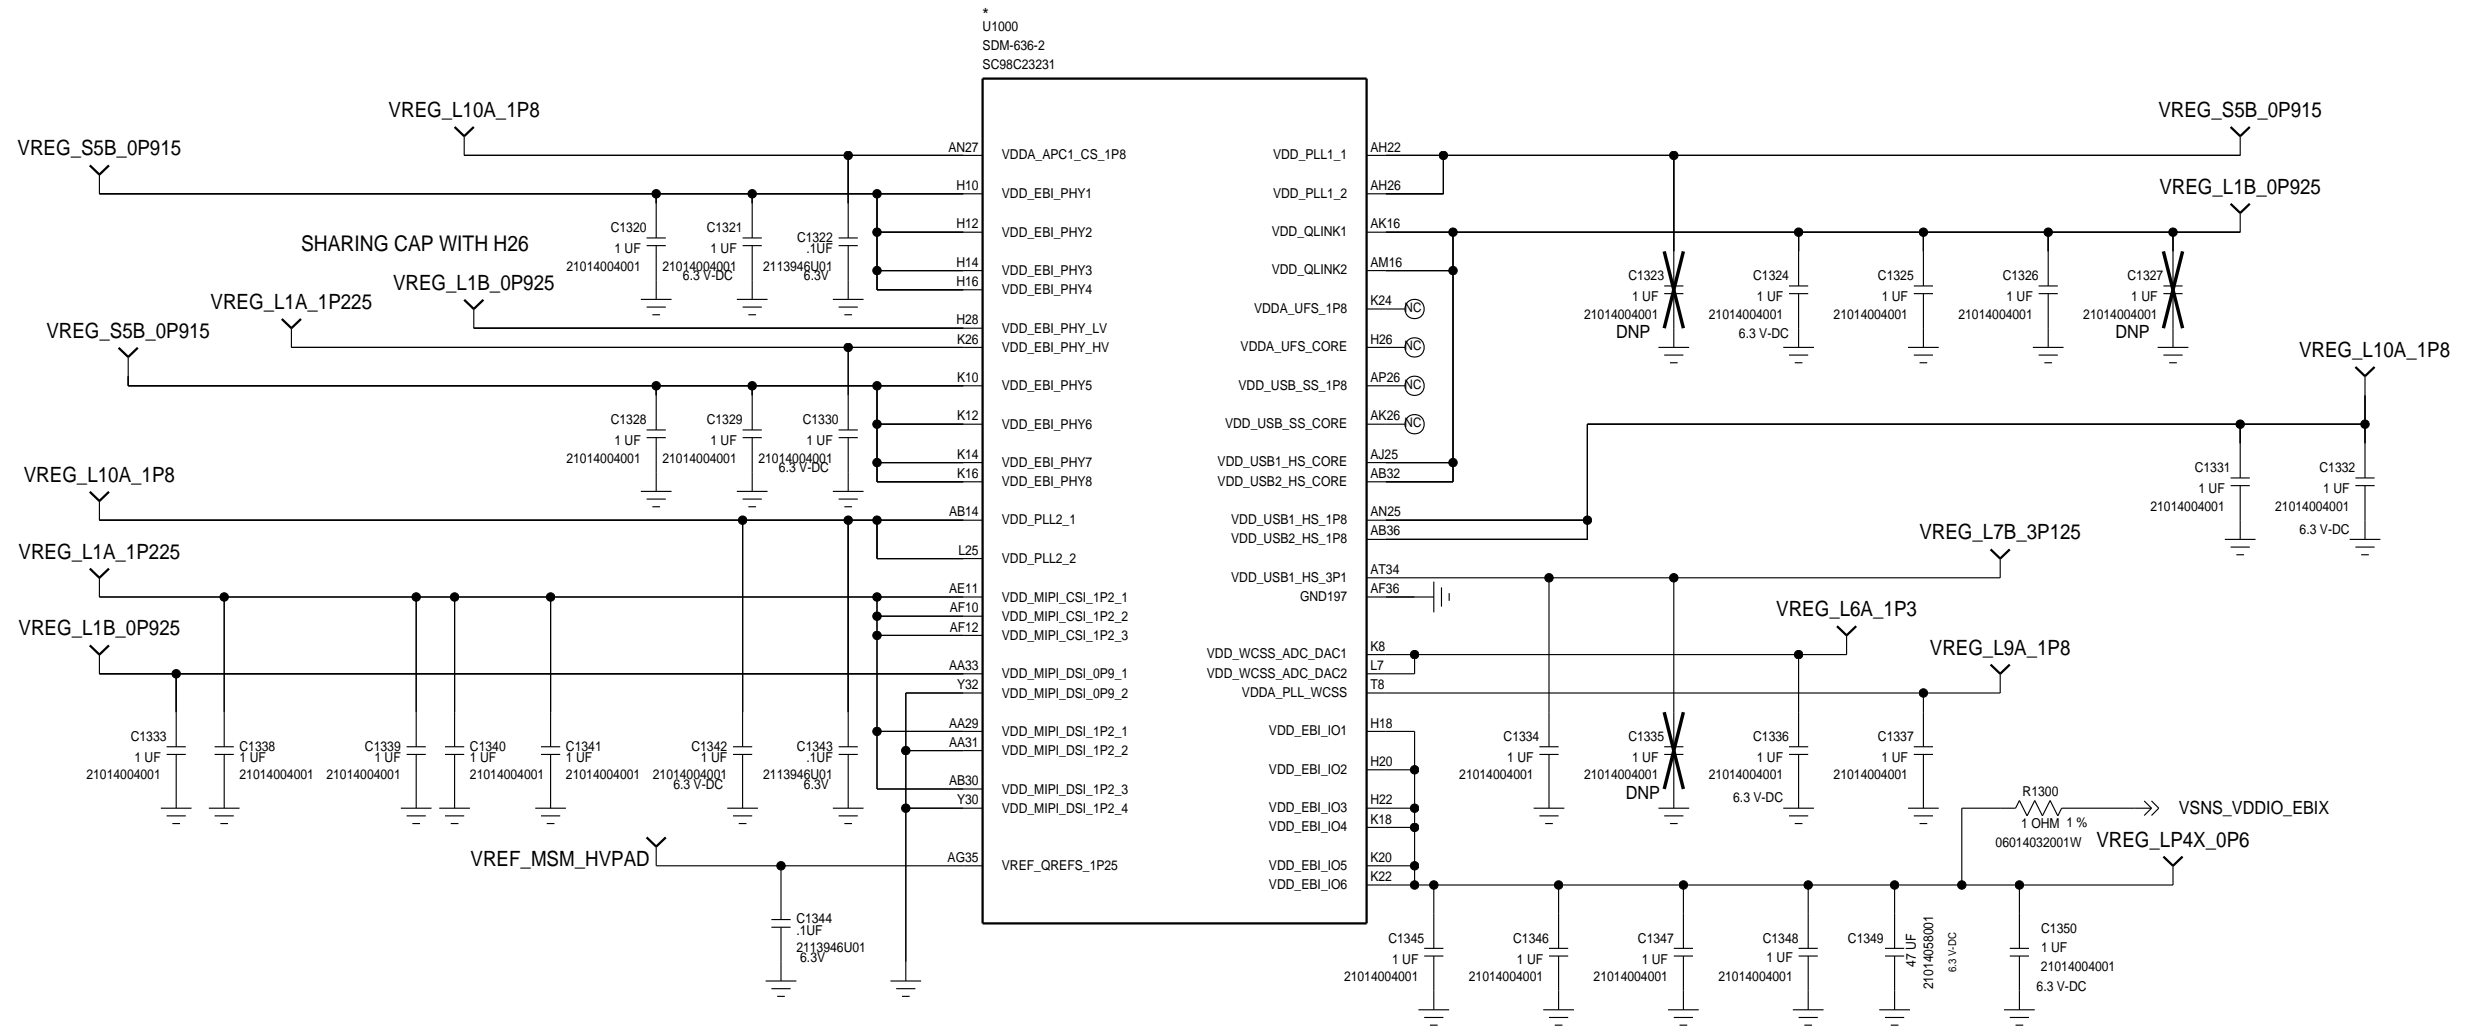 *
U1000
SDM-636-2
SC98C23231
VREG_L10A_1P8
VREG_S5B_0P915
SHARING CAP WITH H26
VREG_L1B_0P925
VREG_L1A_1P225
VREG_S5B_0P915
VREG_L10A_1P8
VREG_L1A_1P225
VREG_L1B_0P925
VREF_MSM_HVPAD
C1320
1 UF
21014004001
C1321
1 UF
21014004001
6.3 V-DC
C1322
.1UF
2113946U01
6.3V
C1328
1 UF
21014004001
C1329
1 UF
21014004001
C1330
1 UF
21014004001
6.3 V-DC
C1333
1 UF
21014004001
C1338
1 UF
21014004001
C1339
1 UF
21014004001
C1340
1 UF
21014004001
C1341
1 UF
21014004001
C1342
1 UF
21014004001
6.3 V-DC
C1343
.1UF
2113946U01
6.3V
C1344
.1UF
2113946U01
6.3V
AN27 VDDA_APC1_CS_1P8
H10 VDD_EBI_PHY1
H12 VDD_EBI_PHY2
H14 VDD_EBI_PHY3
H16 VDD_EBI_PHY4
H28 VDD_EBI_PHY_LV
K26 VDD_EBI_PHY_HV
K10 VDD_EBI_PHY5
K12 VDD_EBI_PHY6
K14 VDD_EBI_PHY7
K16 VDD_EBI_PHY8
AB14 VDD_PLL2_1
L25 VDD_PLL2_2
AE11 VDD_MIPI_CSI_1P2_1
AF10 VDD_MIPI_CSI_1P2_2
AF12 VDD_MIPI_CSI_1P2_3
AA33 VDD_MIPI_DSI_0P9_1
Y32 VDD_MIPI_DSI_0P9_2
AA29 VDD_MIPI_DSI_1P2_1
AA31 VDD_MIPI_DSI_1P2_2
AB30 VDD_MIPI_DSI_1P2_3
Y30 VDD_MIPI_DSI_1P2_4
AG35 VREF_QREFS_1P25
VDD_PLL1_1 AH22
VDD_PLL1_2 AH26
VDD_QLINK1 AK16
VDD_QLINK2 AM16
VDDA_UFS_1P8 K24 NC
VDDA_UFS_CORE H26 NC
VDD_USB_SS_1P8 AP26 NC
VDD_USB_SS_CORE AK26 NC
VDD_USB1_HS_CORE AJ25
VDD_USB2_HS_CORE AB32
VDD_USB1_HS_1P8 AN25
VDD_USB2_HS_1P8 AB36
VDD_USB1_HS_3P1 AT34
GND197 AF36
VDD_WCSS_ADC_DAC1 K8
VDD_WCSS_ADC_DAC2 L7
VDDA_PLL_WCSS T8
VDD_EBI_IO1 H18
VDD_EBI_IO2 H20
VDD_EBI_IO3 H22
VDD_EBI_IO4 K18
VDD_EBI_IO5 K20
VDD_EBI_IO6 K22
VREG_S5B_0P915
VREG_L1B_0P925
C1323
1 UF
21014004001
DNP
C1324
1 UF
21014004001
6.3 V-DC
C1325
1 UF
21014004001
C1326
1 UF
21014004001
C1327
1 UF
21014004001
DNP
VREG_L10A_1P8
C1331
1 UF
21014004001
C1332
1 UF
21014004001
6.3 V-DC
VREG_L7B_3P125
VREG_L6A_1P3
VREG_L9A_1P8
C1334
1 UF
21014004001
C1335
1 UF
21014004001
DNP
C1336
1 UF
21014004001
6.3 V-DC
C1337
1 UF
21014004001
R1300
1 OHM 1 %
06014032001W
VSNS_VDDIO_EBIX
VREG_LP4X_0P6
C1345
1 UF
21014004001
C1346
1 UF
21014004001
C1347
1 UF
21014004001
C1348
1 UF
21014004001
C1349
47 UF
21014058001
6.3 V-DC
C1350
1 UF
21014004001
6.3 V-DC